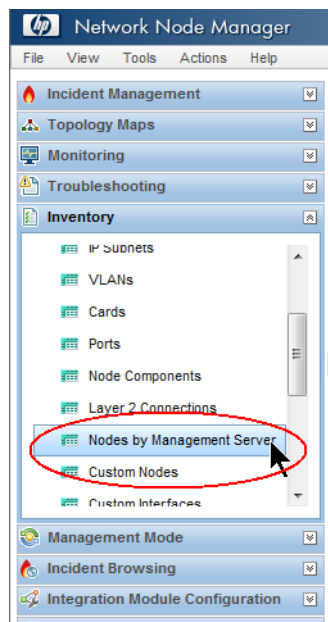 hp Network Node Manager
File View Tools Actions Help
Incident Management
Topology Maps
Monitoring
Troubleshooting
Inventory
IP Subnets
VLANs
Cards
Ports
Node Components
Layer 2 Connections
Nodes by Management Server
Custom Nodes
Custom Interfaces
Management Mode
Incident Browsing
Integration Module Configuration